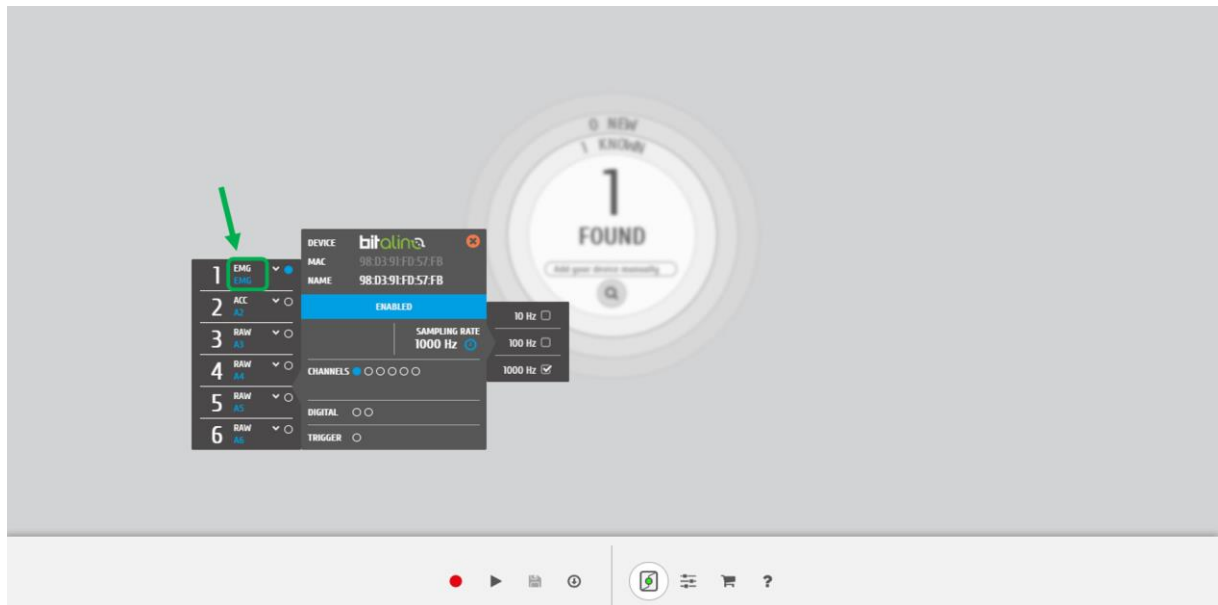 0 NEW
1 KNOWN
1
FOUND
Add your device manually
1 EMG
EMG
2 ACC
A2
3 RAW
A3
4 RAW
A4
5 RAW
A5
6 RAW
A6
DEVICE bitalino
MAC 98:D3:91:FD:57:FB
NAME 98:D3:91:FD:57:FB
ENABLED
SAMPLING RATE
1000 Hz
CHANNELS
DIGITAL
TRIGGER
10 Hz
100 Hz
1000 Hz
?